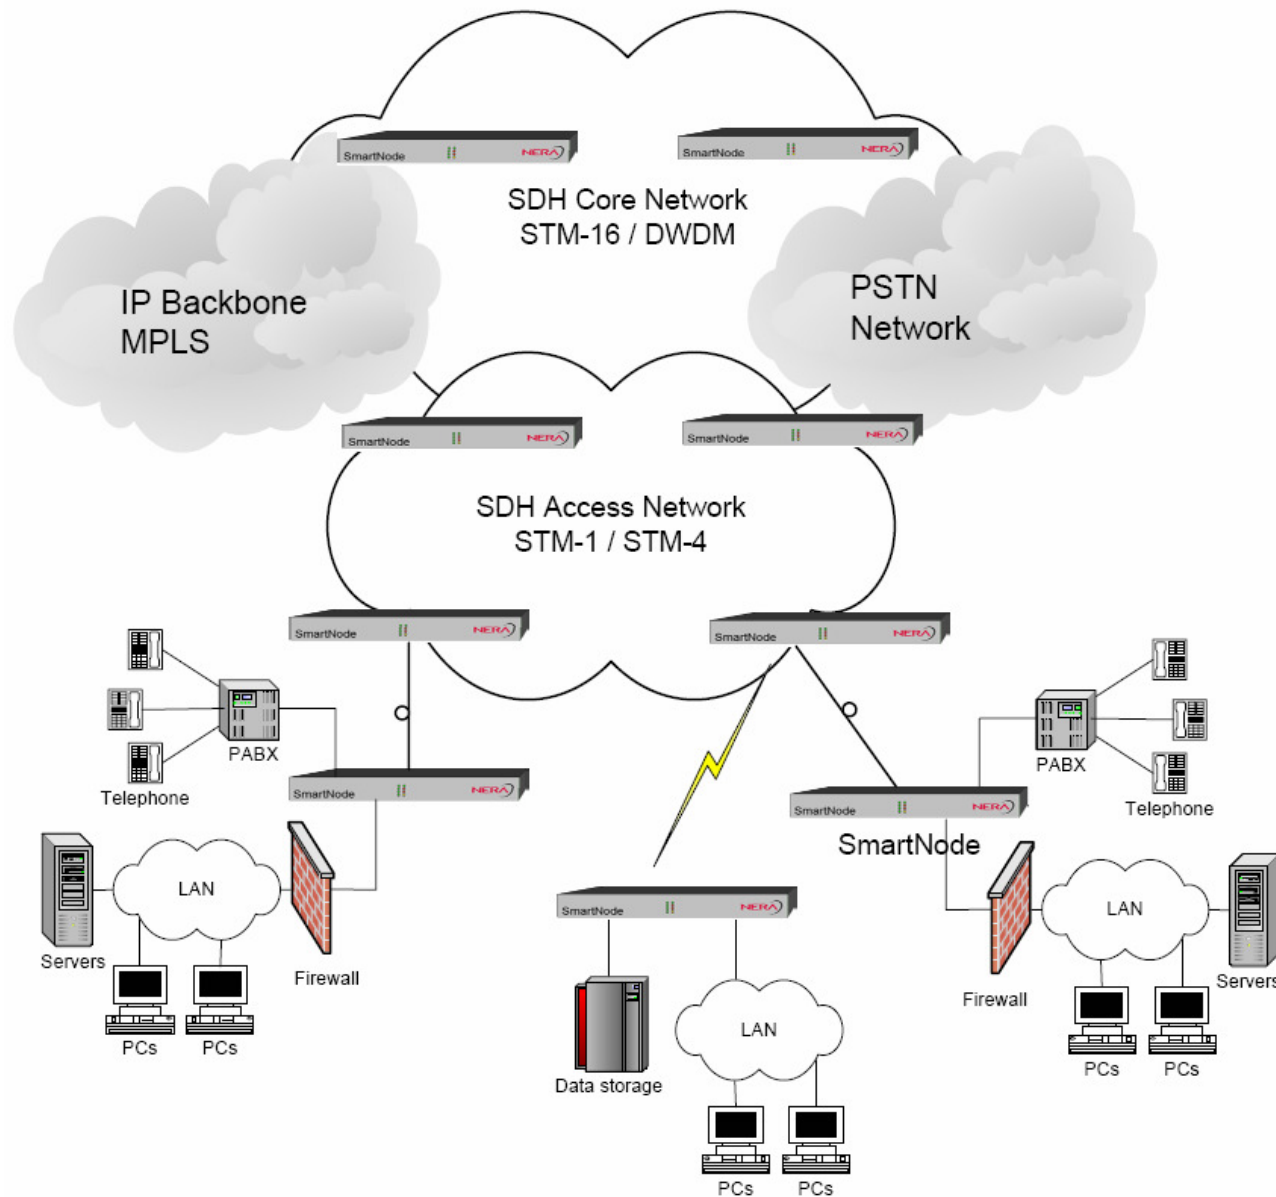 SmartNode NERA
SmartNode NERA
SDH Core Network
STM-16 / DWDM
IP Backbone
MPLS
PSTN
Network
SmartNode NERA
SmartNode NERA
SDH Access Network
STM-1 / STM-4
SmartNode NERA
SmartNode NERA
PABX
Telephone
SmartNode NERA
PABX
Telephone
SmartNode NERA
SmartNode
Servers
LAN
Firewall
PCs
PCs
SmartNode NERA
Data storage
LAN
PCs
PCs
Firewall
LAN
Servers
PCs
PCs